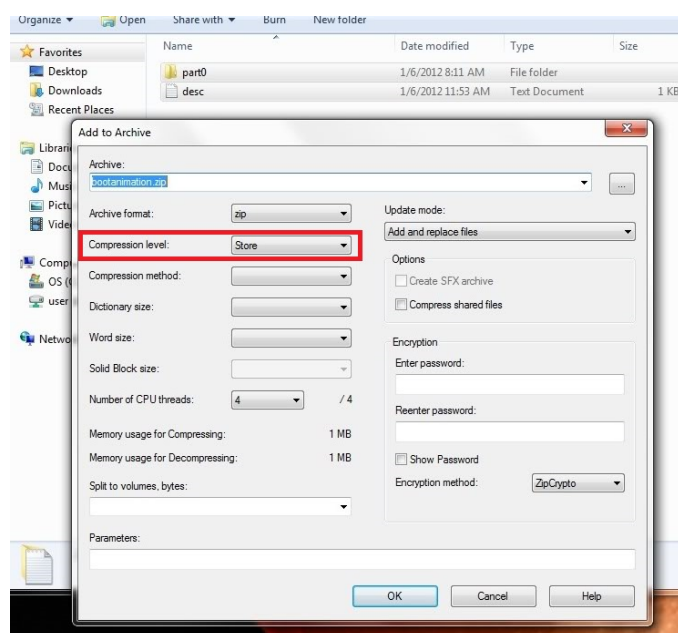 Organize Open Share with Burn New folder
Favorites Name Date modified Type Size
Desktop part0 1/6/2012 8:11 AM File folder
Downloads desc 1/6/2012 11:53 AM Text Document 1 KB
Recent Places
Add to Archive
Archive:
bootanimation.zip
...
Archive format: zip
Update mode:
Add and replace files
Compression level: Store
Options
Compression method:
Create SFX archive
Dictionary size:
Compress shared files
Word size:
Encryption
Solid Block size:
Enter password:
Number of CPU threads: 4 / 4
Reenter password:
Memory usage for Compressing: 1 MB
Memory usage for Decompressing: 1 MB
Show Password
Split to volumes, bytes:
Encryption method: ZipCrypto
Parameters:
OK Cancel Help
OS (
user